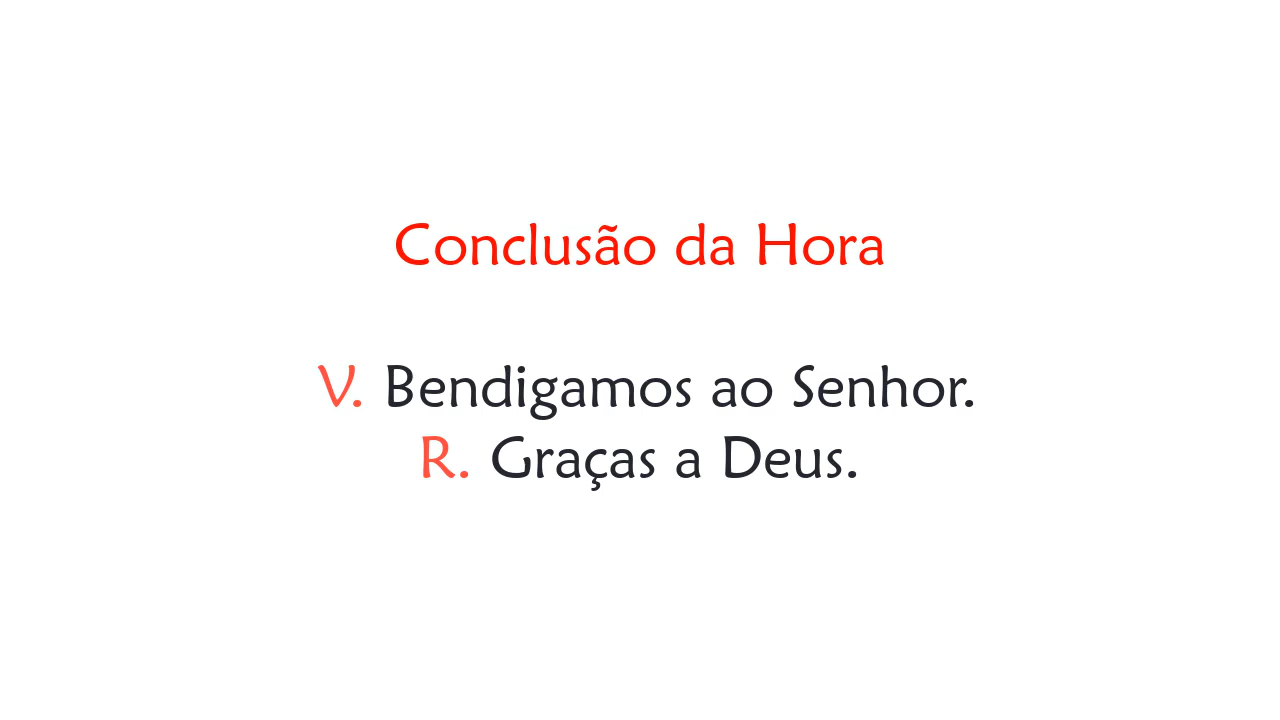 Conclusão da Hora
V. Bendigamos ao Senhor.
R. Graças a Deus.